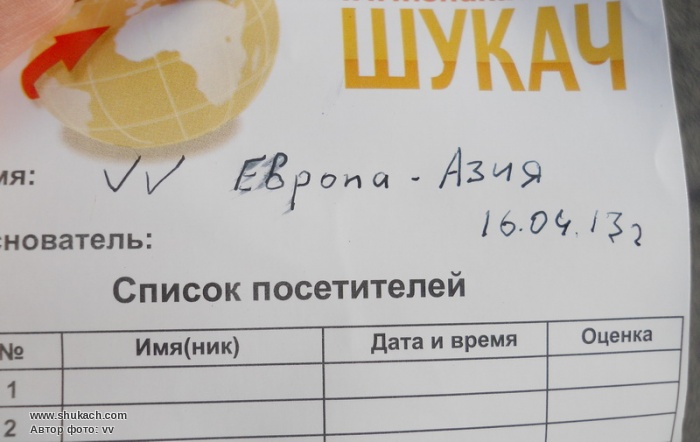 ШУКАЧ
мя: VV Европа - Азия
16.04.13г
снователь:
Список посетителей
№ Имя(ник) Дата и время Оценка
1
2
www.shukach.com
Автор фото: vv